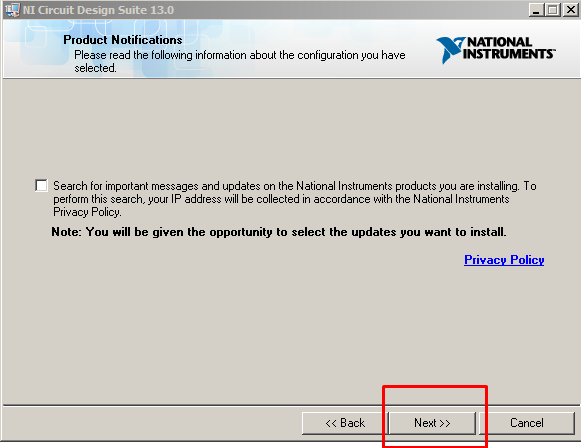 NI Circuit Design Suite 13.0
Product Notifications
Please read the following information about the configuration you have
selected.
NATIONAL
INSTRUMENTS™
Search for important messages and updates on the National Instruments products you are installing. To
perform this search, your IP address will be collected in accordance with the National Instruments
Privacy Policy.
Note: You will be given the opportunity to select the updates you want to install.
Privacy Policy
<< Back
Next >>
Cancel